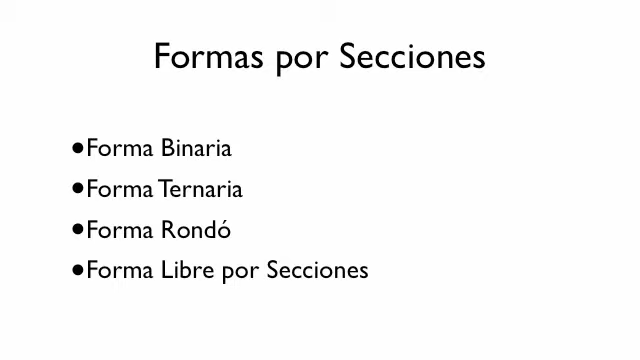 Formas por Secciones
•Forma Binaria
•Forma Ternaria
•Forma Rondó
•Forma Libre por Secciones